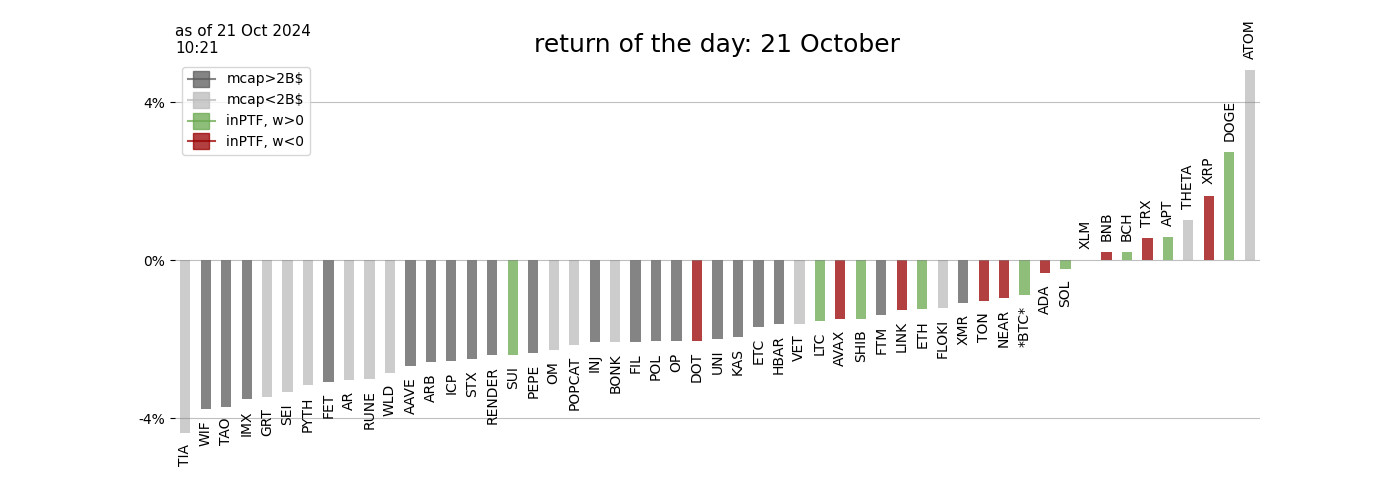 as of 21 Oct 2024
10:21
return of the day: 21 October
mcap>2B$
mcap<2B$
inPTF, w>0
inPTF, w<0
4%
0%
-4%
TIA
WIF
TAO
IMX
GRT
SEI
PYTH
FET
AR
RUNE
WLD
AAVE
ARB
ICP
STX
RENDER
SUI
PEPE
OM
POPCAT
INJ
BONK
FIL
POL
OP
DOT
UNI
KAS
ETC
HBAR
VET
LTC
AVAX
SHIB
FTM
LINK
ETH
FLOKI
XMR
TON
NEAR
*BTC*
ADA
SOL
XLM
BNB
BCH
TRX
APT
THETA
XRP
DOGE
ATOM